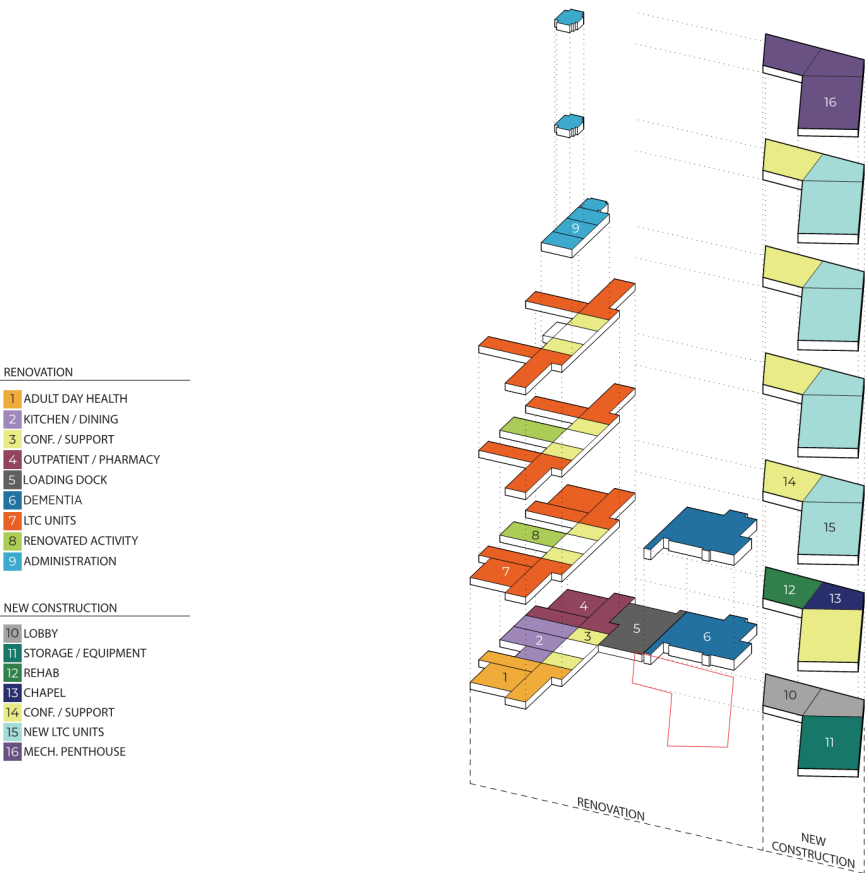 RENOVATION
1 ADULT DAY HEALTH
2 KITCHEN / DINING
3 CONF. / SUPPORT
4 OUTPATIENT / PHARMACY
5 LOADING DOCK
6 DEMENTIA
7 LTC UNITS
8 RENOVATED ACTIVITY
9 ADMINISTRATION
NEW CONSTRUCTION
10 LOBBY
11 STORAGE / EQUIPMENT
12 REHAB
13 CHAPEL
14 CONF. / SUPPORT
15 NEW LTC UNITS
16 MECH. PENTHOUSE
16
9
14
15
8
7
12
13
4
5
3
2
6
1
10
11
RENOVATION
NEW
CONSTRUCTION